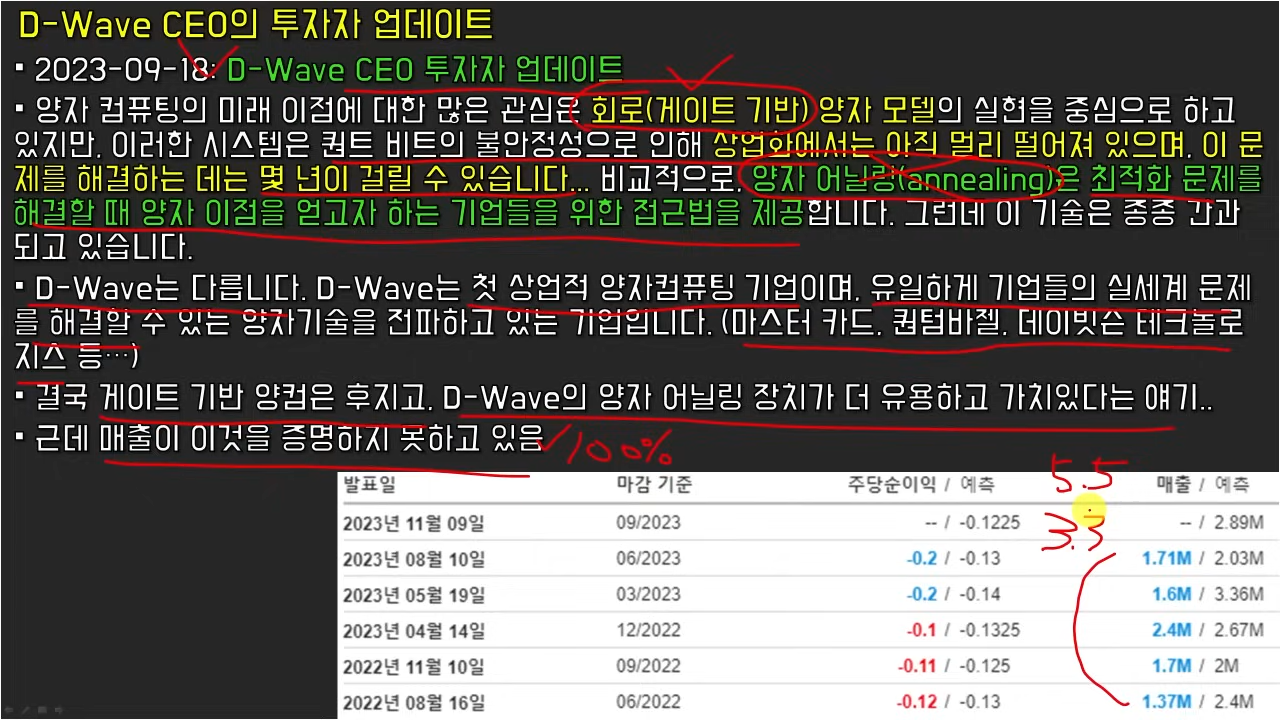 D-Wave CEO의 투자자 업데이트
▪ 2023-09-18: D-Wave CEO 투자자 업데이트
▪ 양자 컴퓨팅의 미래 이점에 대한 많은 관심은 회로(게이트 기반) 양자 모델의 실현을 중심으로 하고
있지만, 이러한 시스템은 쿼트 비트의 불안정성으로 인해 상업화에서는 아직 멀리 떨어져 있으며, 이 문
제를 해결하는 데는 몇 년이 걸릴 수 있습니다... 비교적으로, 양자 어닐링(annealing)은 최적화 문제를
해결할 때 양자 이점을 얻고자 하는 기업들을 위한 접근법을 제공합니다. 그런네 이 기술은 종종 간과
되고 있습니다.
▪ D-Wave는 다릅니다. D-Wave는 첫 상업적 양자컴퓨팅 기업이며, 유일하게 기업들의 실세계 문제
를 해결할 수 있는 양자기술을 전파하고 있는 기업입니다. (마스터 카드, 퀀텀바젤, 데이빗슨 테크놀로
지스 등…)
▪ 결국 게이트 기반 양컴은 후지고, D-Wave의 양자 어닐링 장치가 더 유용하고 가치있다는 얘기..
▪ 근데 매출이 이것을 증명하지 못하고 있음
100%
5.5
3.3
발표일 마감 기준 주당순이익 / 예측 매출 / 예측
2023년 11월 09일 09/2023 -- / -0.1225 -- / 2.89M
2023년 08월 10일 06/2023 -0.2 / -0.13 1.71M / 2.03M
2023년 05월 19일 03/2023 -0.2 / -0.14 1.6M / 3.36M
2023년 04월 14일 12/2022 -0.1 / -0.1325 2.4M / 2.67M
2022년 11월 10일 09/2022 -0.11 / -0.125 1.7M / 2M
2022년 08월 16일 06/2022 -0.12 / -0.13 1.37M / 2.4M